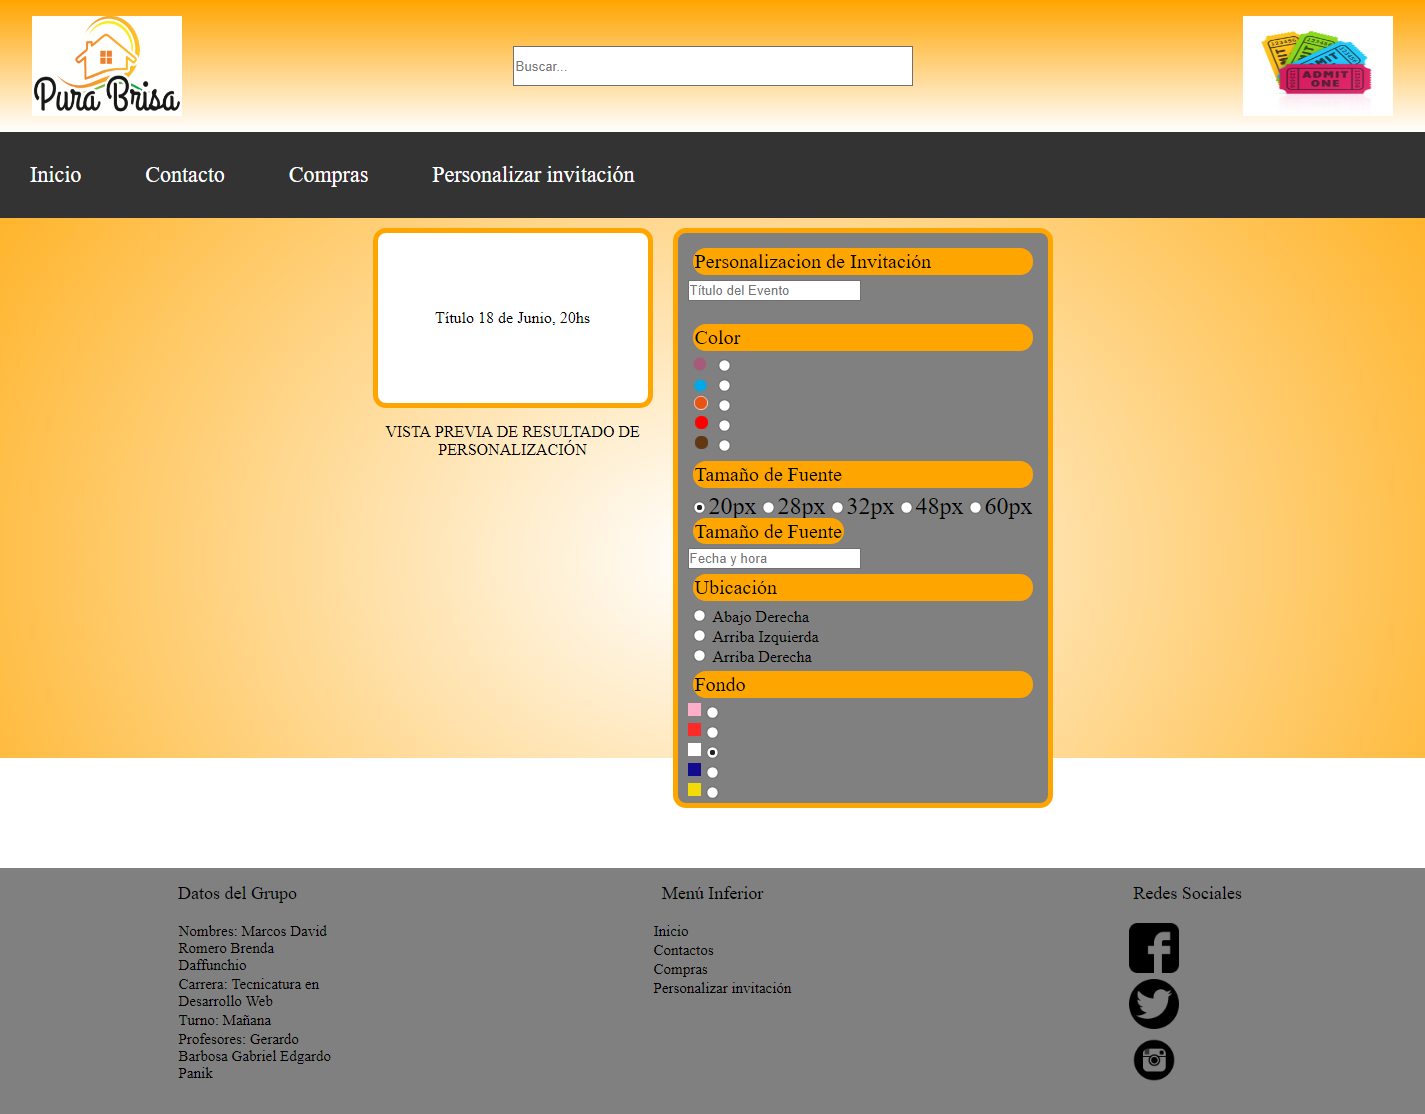 Pura Brisa
Buscar...
123456
123456
123456
ADMIT
ONE
Inicio
Contacto
Compras
Personalizar invitación
Título 18 de Junio, 20hs
VISTA PREVIA DE RESULTADO DE
PERSONALIZACIÓN
Personalizacion de Invitación
Título del Evento
Color
Tamaño de Fuente
20px 28px 32px 48px 60px
Tamaño de Fuente
Fecha y hora
Ubicación
Abajo Derecha
Arriba Izquierda
Arriba Derecha
Fondo
Datos del Grupo
Nombres: Marcos David
Romero Brenda
Daffunchio
Carrera: Tecnicatura en
Desarrollo Web
Turno: Mañana
Profesores: Gerardo
Barbosa Gabriel Edgardo
Panik
Menú Inferior
Inicio
Contactos
Compras
Personalizar invitación
Redes Sociales